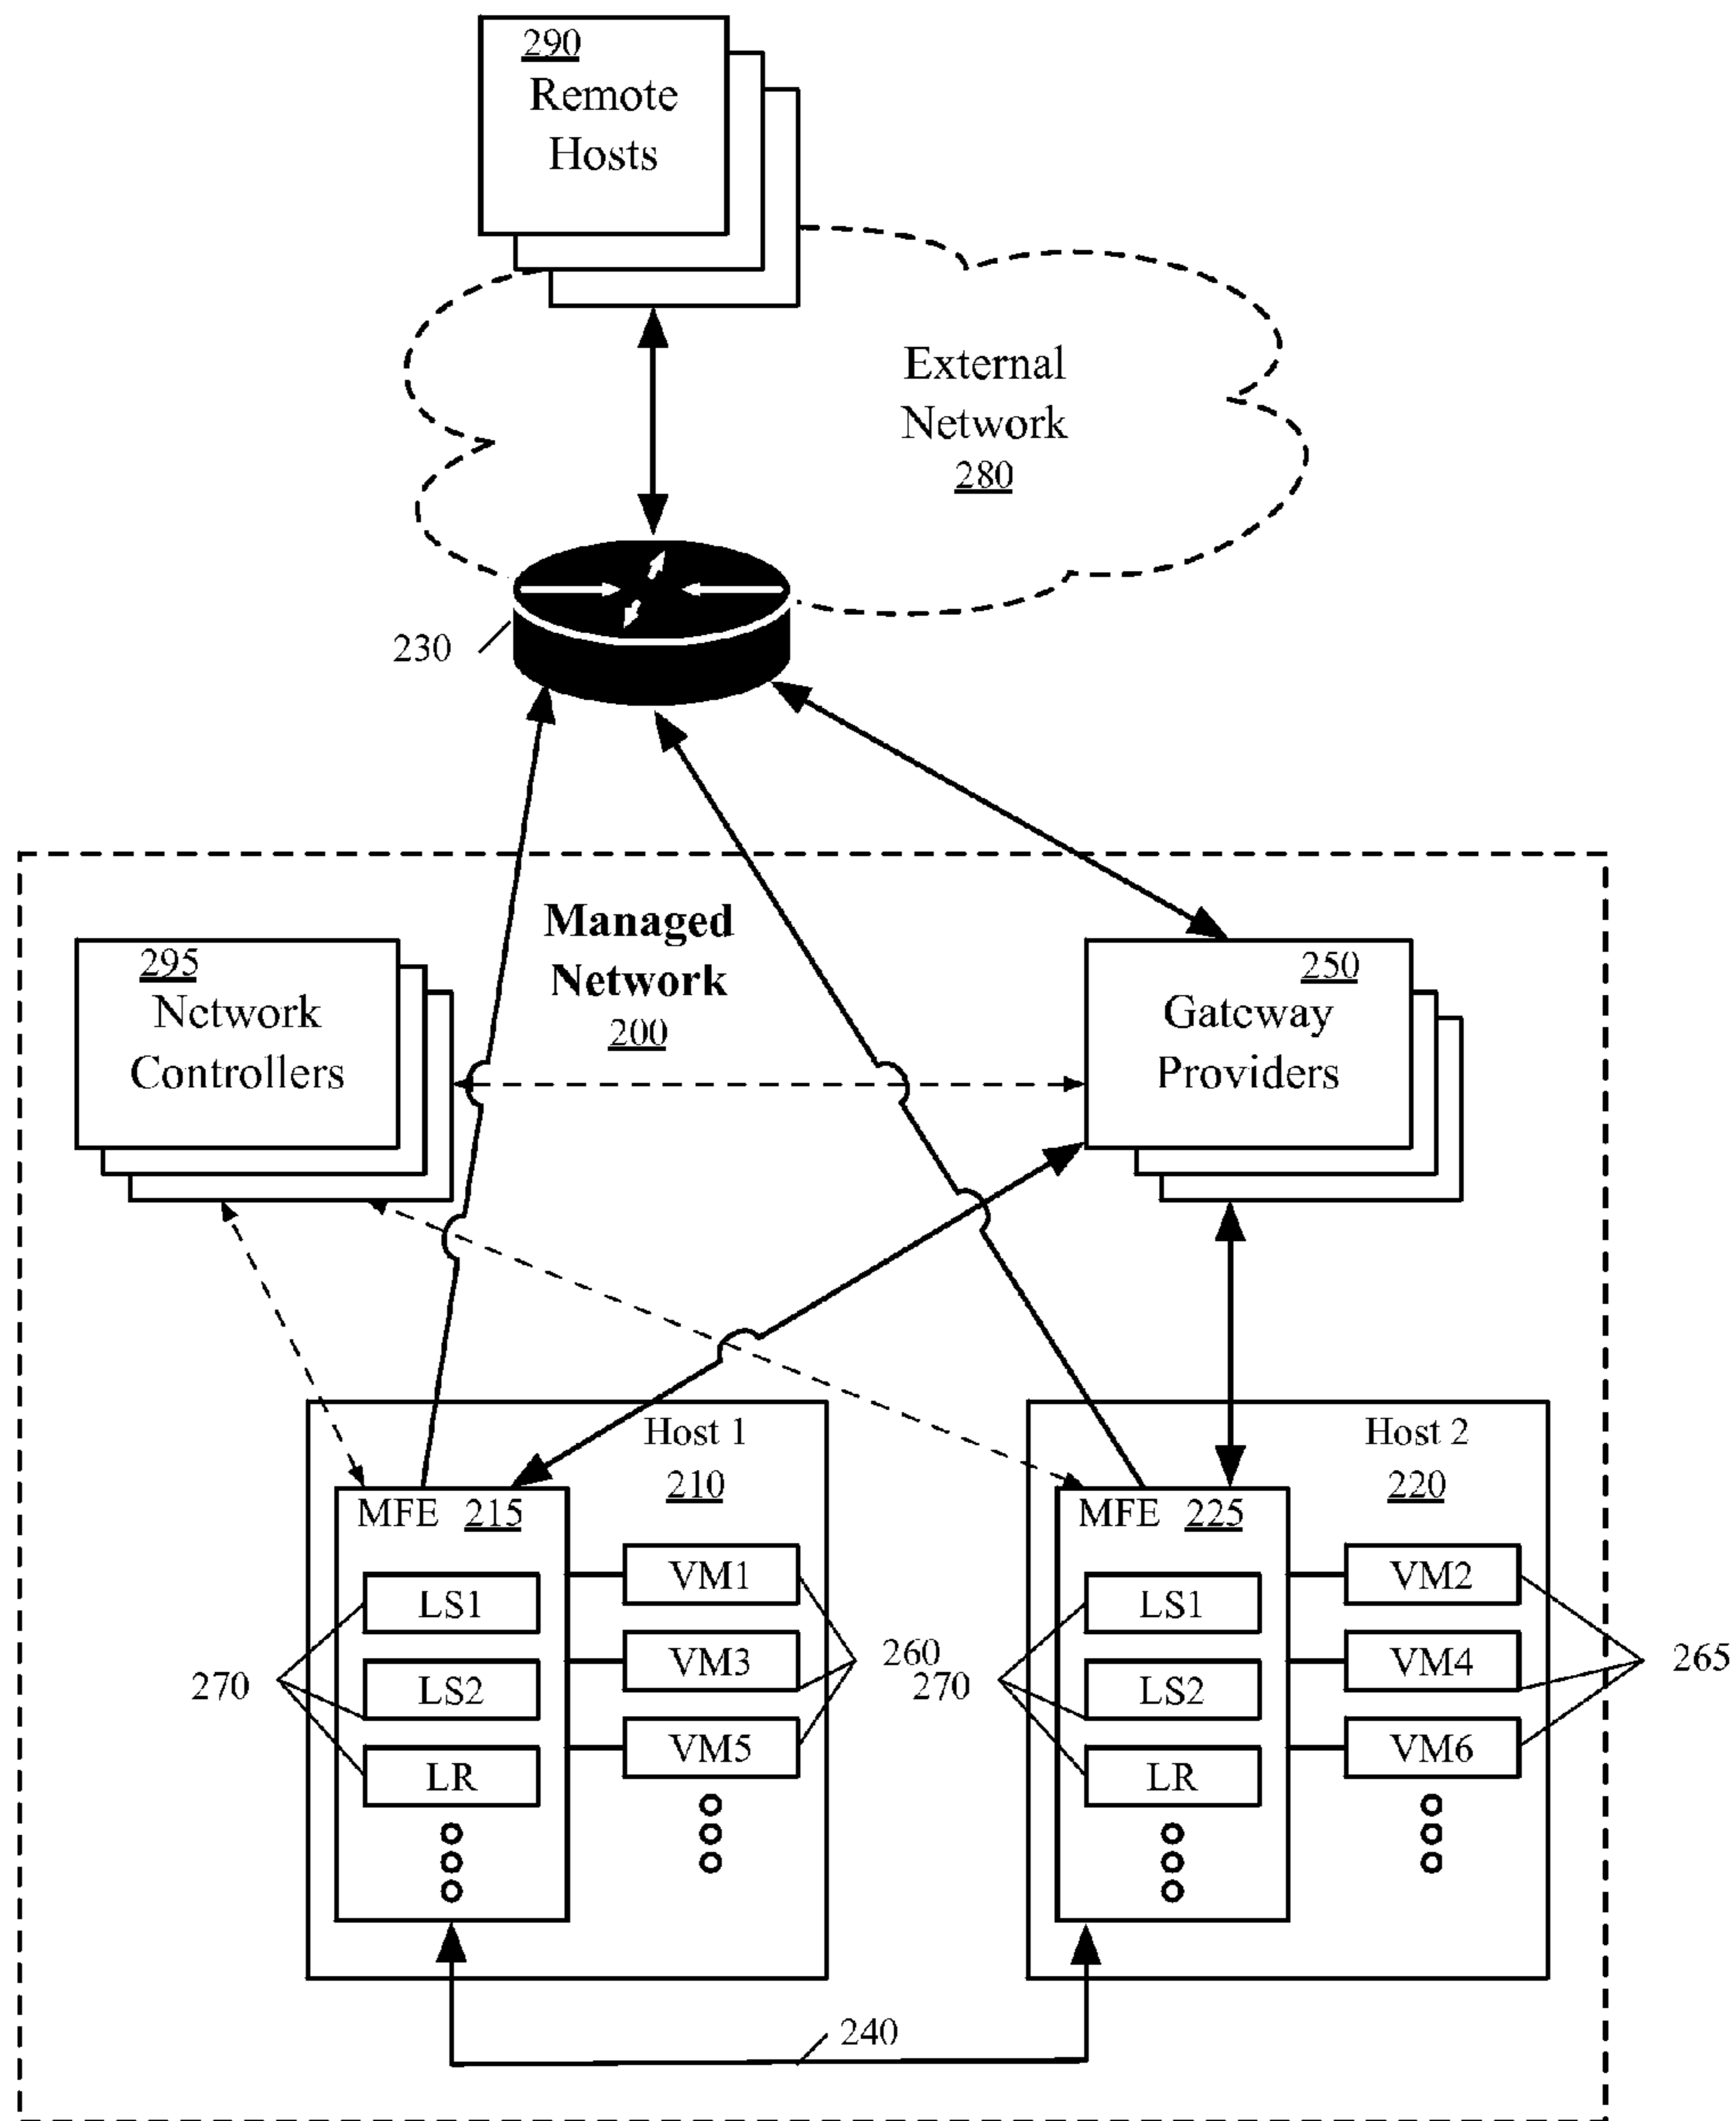 290
Remote
Hosts
External
Network
280
230
Managed
Network
200
295
Network
Controllers
250
Gateway
Providers
Host 1
210
MFE 215
LS1
LS2
LR
VM1
VM3
VM5
270
260
Host 2
220
MFE 225
LS1
LS2
LR
VM2
VM4
VM6
270
265
240